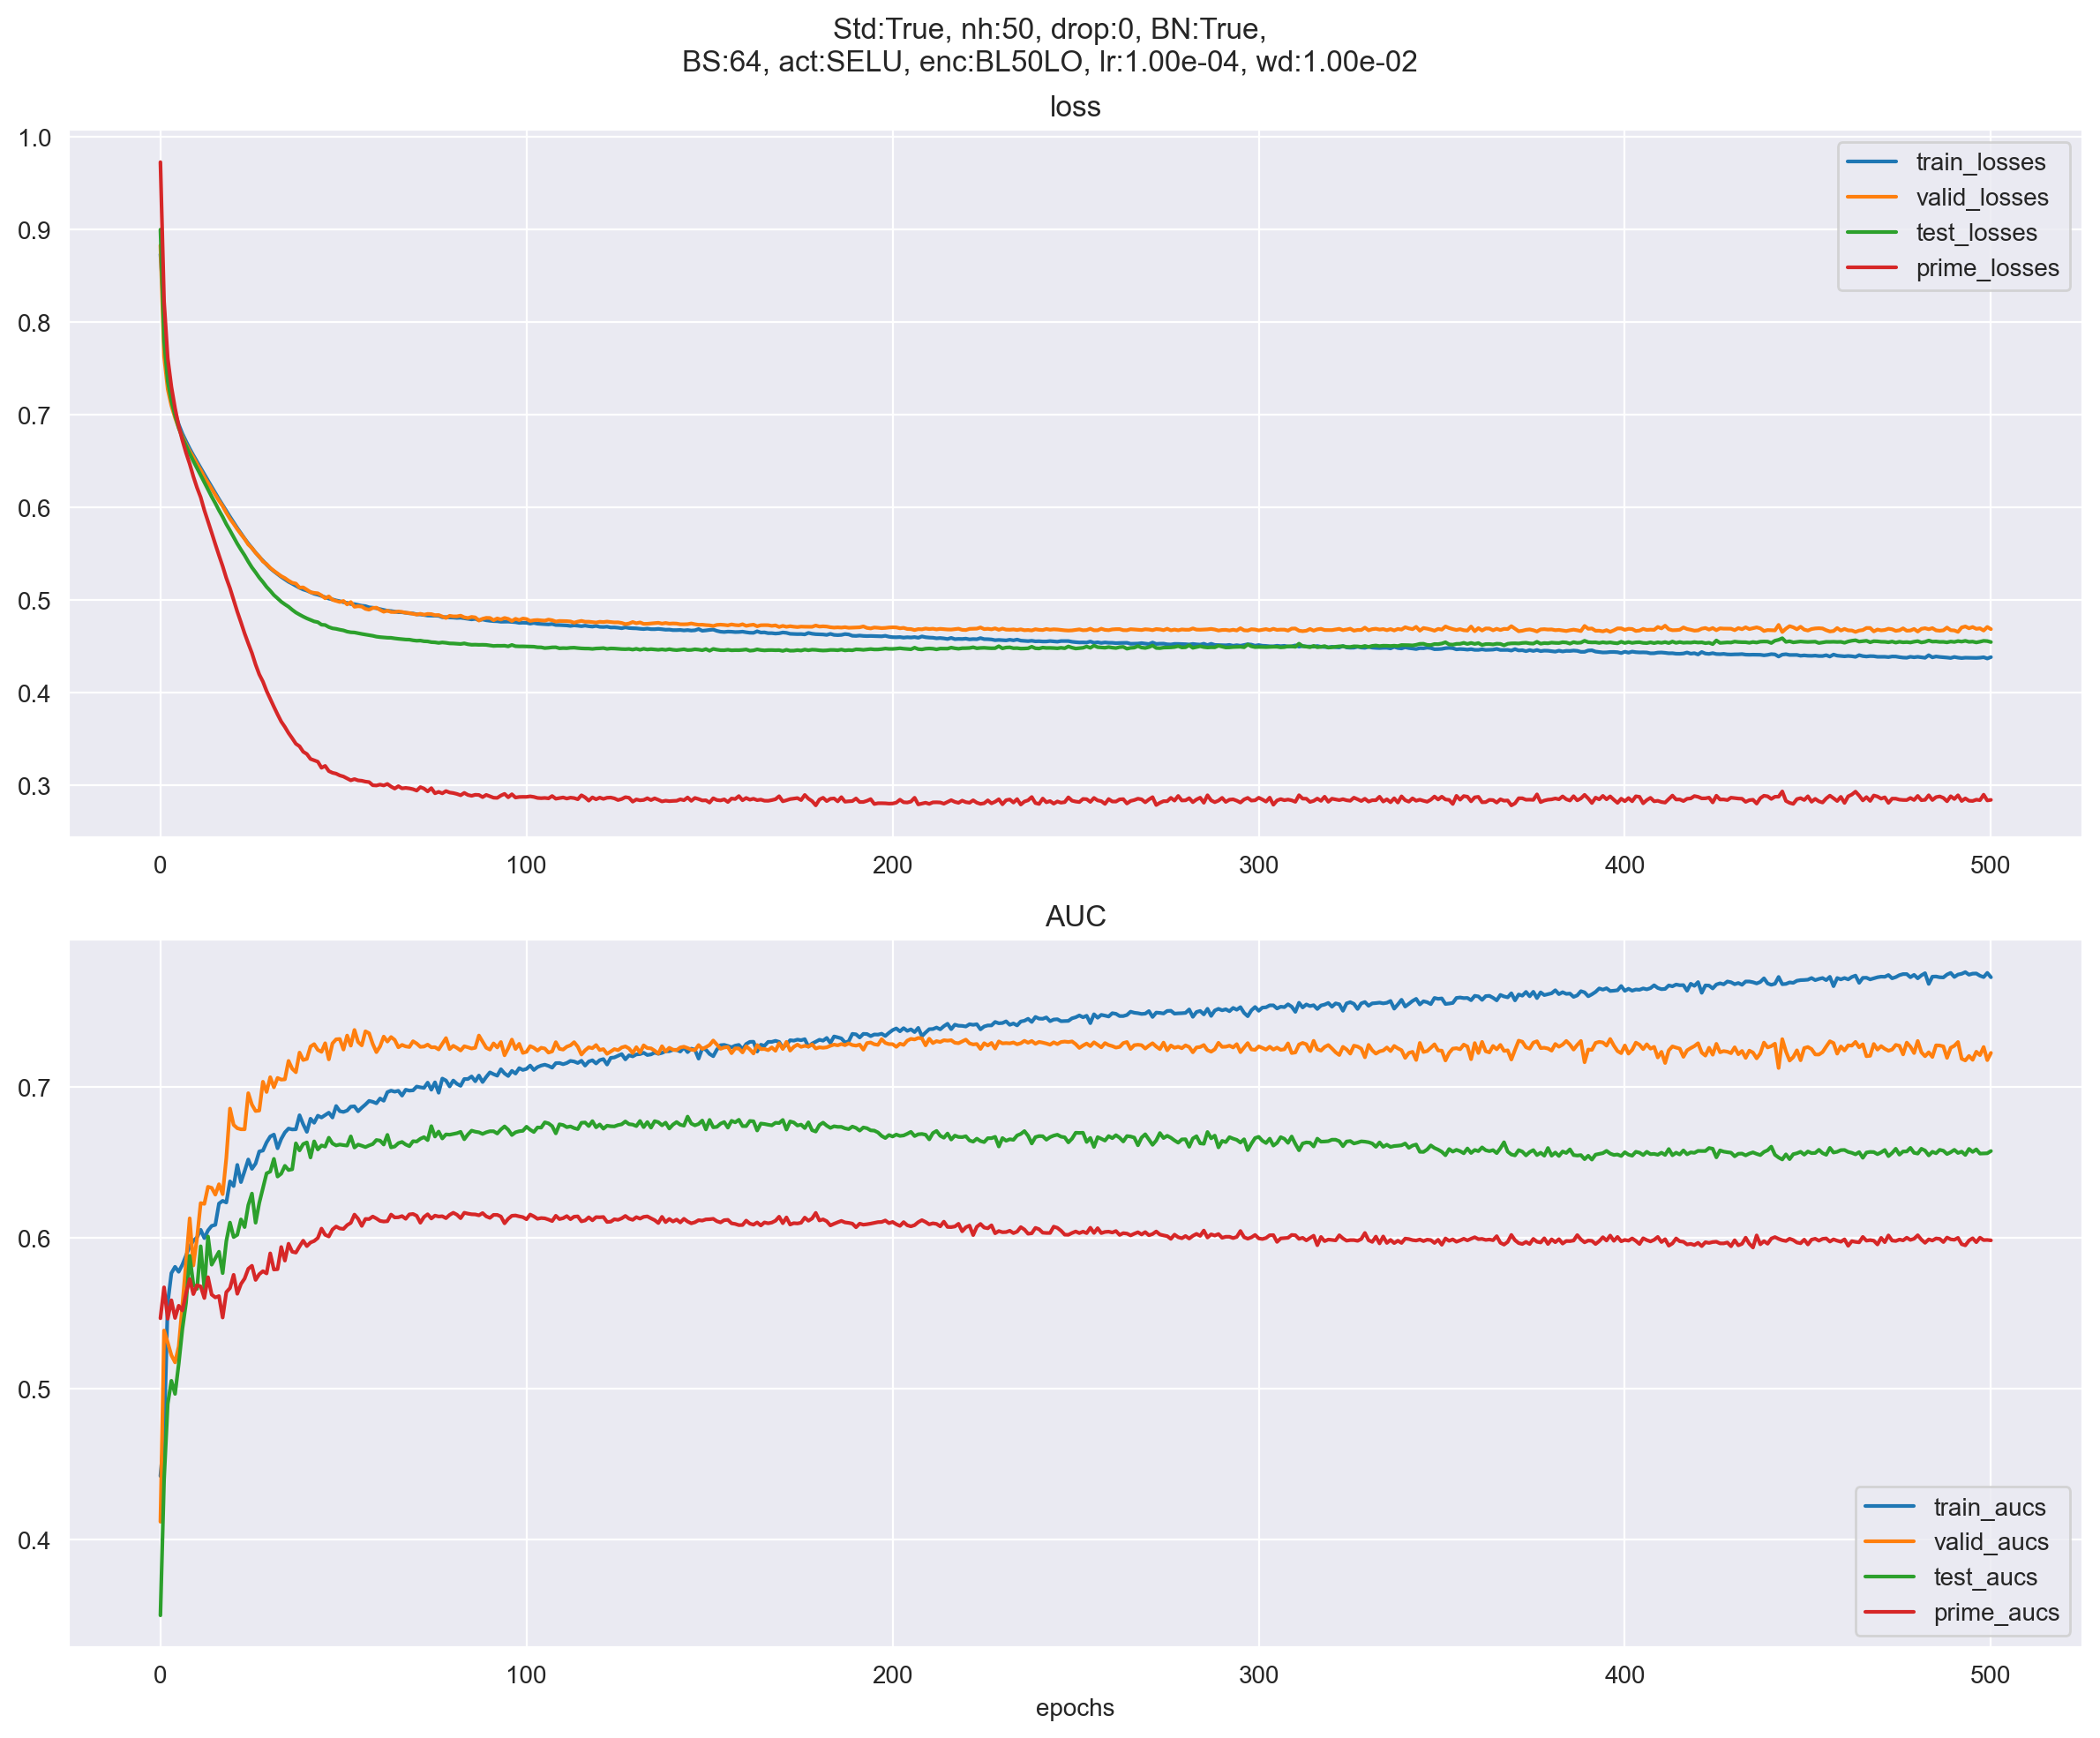 Std:True, nh:50, drop:0, BN:True,
BS:64, act:SELU, enc:BL50LO, lr:1.00e-04, wd:1.00e-02
loss
1.0
0.9
0.8
0.7
0.6
0.5
0.4
0.3
train_losses
valid_losses
test_losses
prime_losses
0 100 200 300 400 500
AUC
0.7
0.6
0.5
0.4
train_aucs
valid_aucs
test_aucs
prime_aucs
0 100 200 300 400 500
epochs